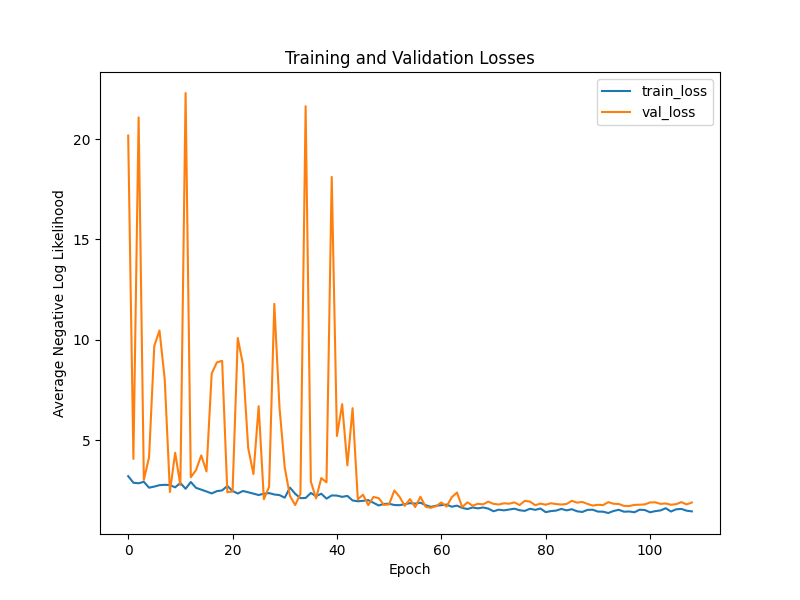 Training and Validation Losses
train_loss
val_loss
Average Negative Log Likelihood
20
15
10
5
0
20
40
60
80
100
Epoch